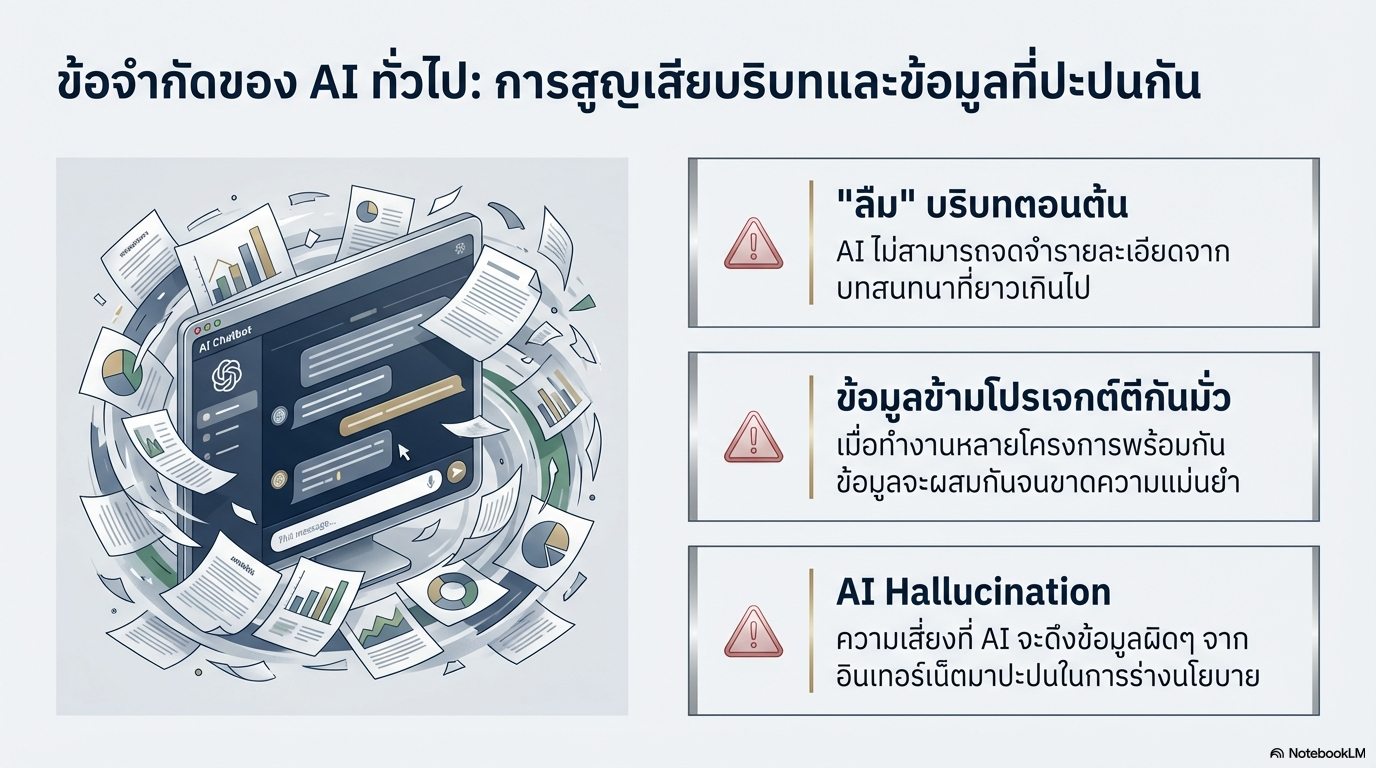 ข้อจำกัดของ AI ทั่วไป: การสูญเสียบริบทและข้อมูลที่ปะปนกัน
AI Chatbot
"ลืม" บริบทตอนต้น
AI ไม่สามารถจดจำรายละเอียดจาก
บทสนทนาที่ยาวเกินไป
ข้อมูลข้ามโปรเจกต์ตีกันมั่ว
เมื่อทำงานหลายโครงการพร้อมกัน
ข้อมูลจะผสมกันจนขาดความแม่นยำ
AI Hallucination
ความเสี่ยงที่ AI จะดึงข้อมูลผิดๆ จาก
อินเทอร์เน็ตมาปะปนในการร่างนโยบาย
message...
NotebookLM